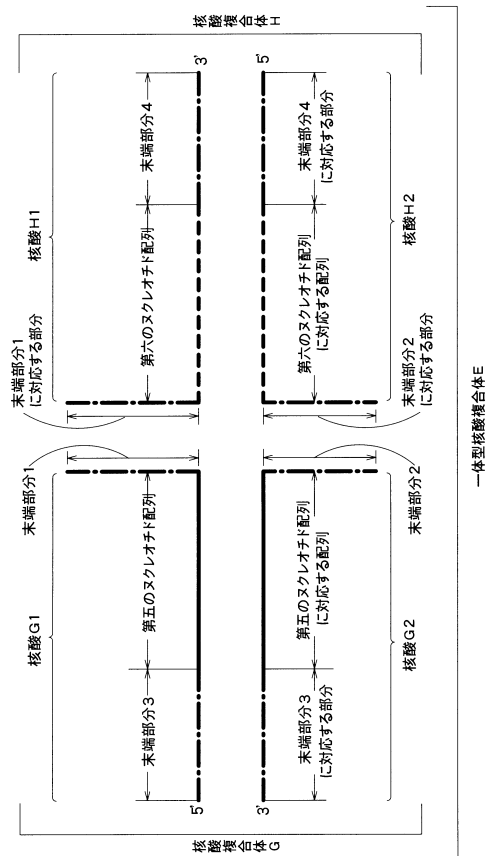 核酸複合体H
核酸H1
末端部分1
に対応する部分
第六のヌクレオチド配列
末端部分4
3'
5'
第六のヌクレオチド配列
に対応する配列
末端部分4
に対応する部分
末端部分2
に対応する部分
核酸H2
核酸G1
末端部分1
末端部分3
第五のヌクレオチド配列
5'
3'
末端部分3
に対応する部分
第五のヌクレオチド配列
に対応する配列
末端部分2
核酸G2
核酸複合体G
一体型核酸複合体E